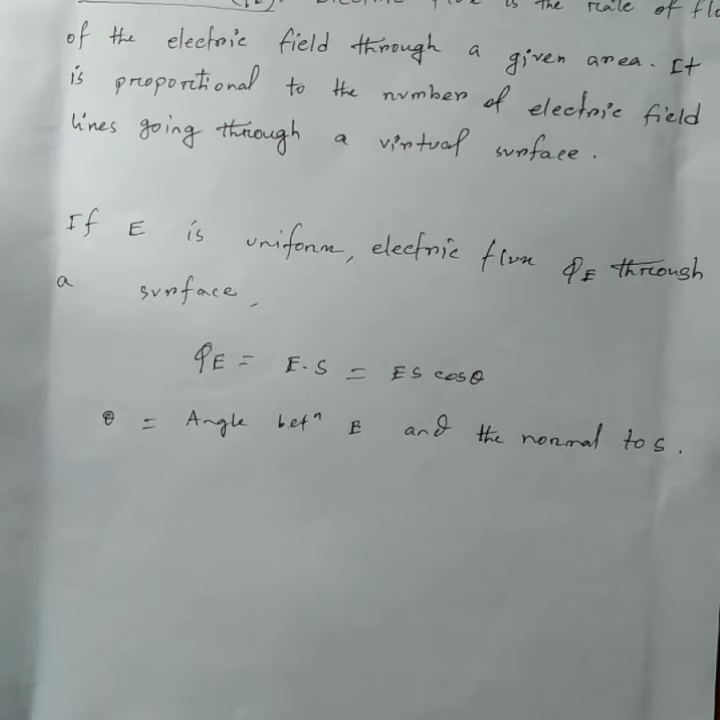 is the rate of
of the electric field through a given area. It
is proportional to the number of electric field
lines going through a virtual surface.
If E is uniform, electric flux φE through
a surface,
φE = E.S = ES cosθ
θ = Angle betⁿ E and the normal to S.